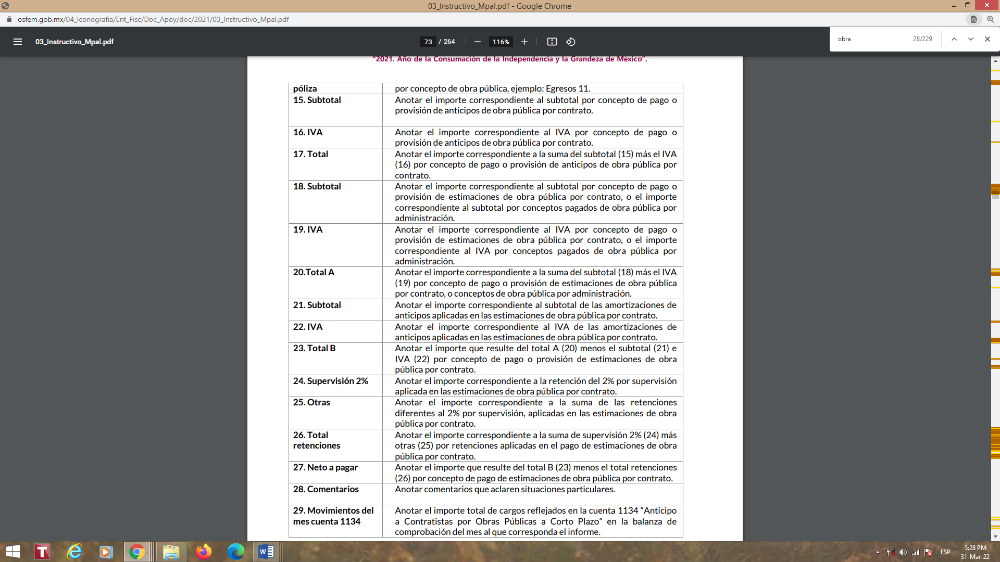 03_Instructivo_Mpal.pdf - Google Chrome
osfem.gob.mx/04_Iconografia/Ent_Fisc/Doc_Apoy/doc/2021/03_Instructivo_Mpal.pdf
03_Instructivo_Mpal.pdf
73 / 264
116%
obra
28/229
"2021. Año de la Consumación de la Independencia y la Grandeza de México".
póliza
por concepto de obra pública, ejemplo: Egresos 11.
15. Subtotal
Anotar el importe correspondiente al subtotal por concepto de pago o
provisión de anticipos de obra pública por contrato.
16. IVA
Anotar el importe correspondiente al IVA por concepto de pago o
provisión de anticipos de obra pública por contrato.
17. Total
Anotar el importe correspondiente a la suma del subtotal (15) más el IVA
(16) por concepto de pago o provisión de anticipos de obra pública por
contrato.
18. Subtotal
Anotar el importe correspondiente al subtotal por concepto de pago o
provisión de estimaciones de obra pública por contrato, o el importe
correspondiente al subtotal por conceptos pagados de obra pública por
administración.
19. IVA
Anotar el importe correspondiente al IVA por concepto de pago o
provisión de estimaciones de obra pública por contrato, o el importe
correspondiente al IVA por conceptos pagados de obra pública por
administración.
20.Total A
Anotar el importe correspondiente a la suma del subtotal (18) más el IVA
(19) por concepto de pago o provisión de estimaciones de obra pública
por contrato, o conceptos de obra pública por administración.
21. Subtotal
Anotar el importe correspondiente al subtotal de las amortizaciones de
anticipos aplicadas en las estimaciones de obra pública por contrato.
22. IVA
Anotar el importe correspondiente al IVA de las amortizaciones de
anticipos aplicadas en las estimaciones de obra pública por contrato.
23. Total B
Anotar el importe que resulte del total A (20) menos el subtotal (21) e
IVA (22) por concepto de pago o provisión de estimaciones de obra
pública por contrato.
24. Supervisión 2%
Anotar el importe correspondiente a la retención del 2% por supervisión
aplicada en las estimaciones de obra pública por contrato.
25. Otras
Anotar el importe correspondiente a la suma de las retenciones
diferentes al 2% por supervisión, aplicadas en las estimaciones de obra
pública por contrato.
26. Total
retenciones
Anotar el importe correspondiente a la suma de supervisión 2% (24) más
otras (25) por retenciones aplicadas en el pago de estimaciones de obra
pública por contrato.
27. Neto a pagar
Anotar el importe que resulte del total B (23) menos el total retenciones
(26) por concepto de pago de estimaciones de obra pública por contrato.
28. Comentarios
Anotar comentarios que aclaren situaciones particulares.
29. Movimientos del
mes cuenta 1134
Anotar el importe total de cargos reflejados en la cuenta 1134 “Anticipo
a Contratistas por Obras Públicas a Corto Plazo” en la balanza de
comprobación del mes al que corresponda el informe.
ESP
5:28 PM
31-Mar-22